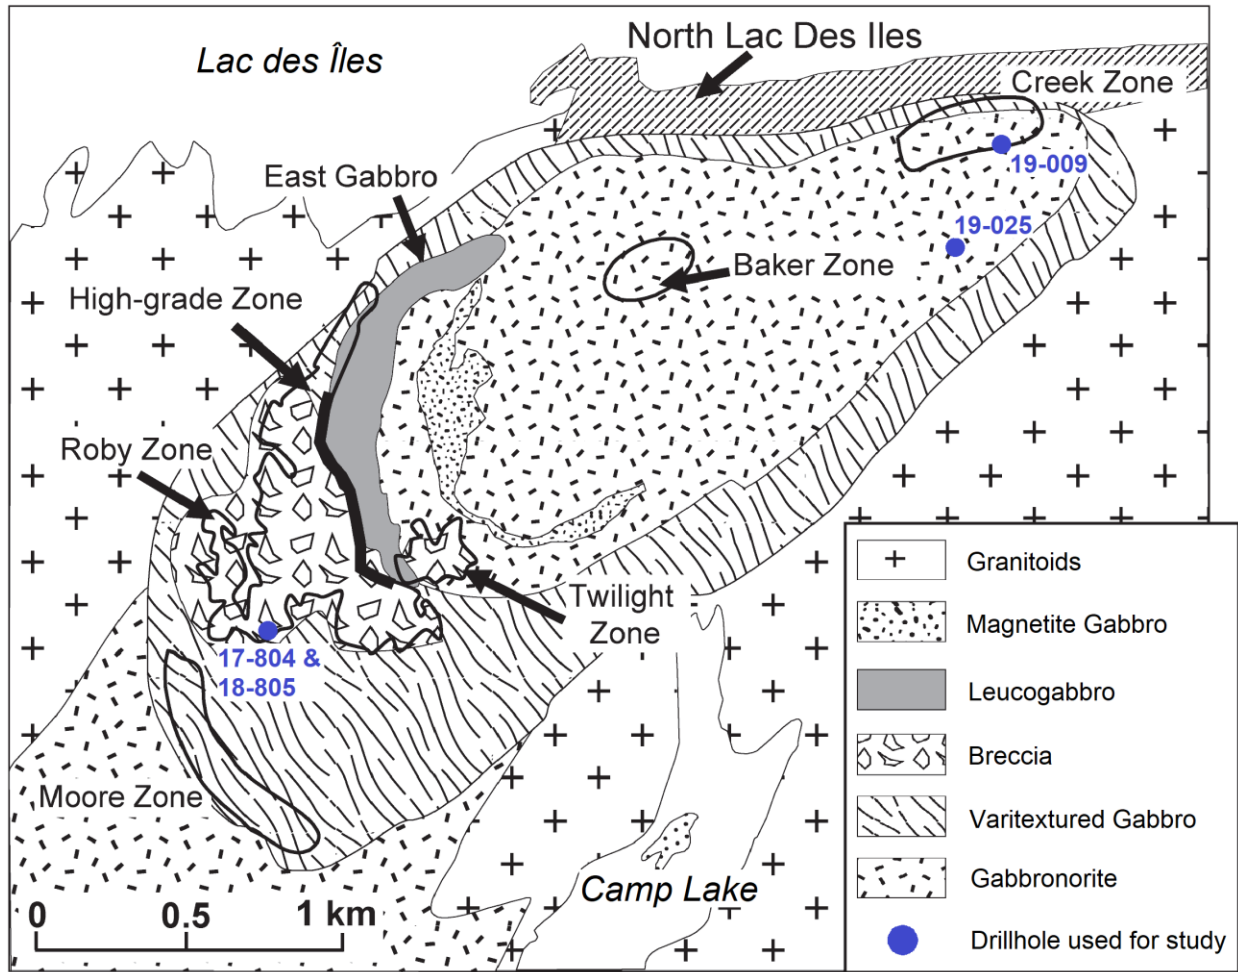 Lac des Îles
North Lac Des Iles
Creek Zone
19-009
East Gabbro
19-025
Baker Zone
High-grade Zone
Roby Zone
Twilight
Zone
17-804 &
18-805
Moore Zone
Camp Lake
0 0.5 1 km
Granitoids
Magnetite Gabbro
Leucogabbro
Breccia
Varitextured Gabbro
Gabbronorite
Drillhole used for study